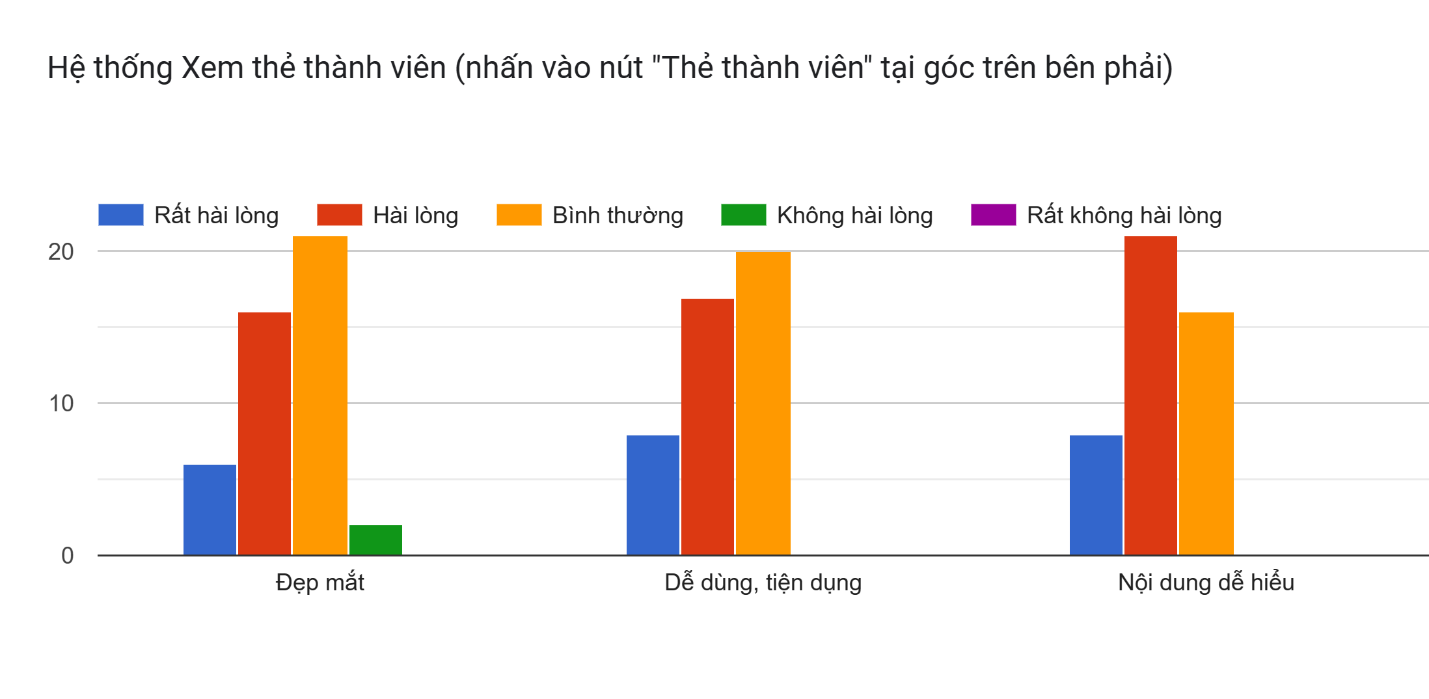 Hệ thống Xem thẻ thành viên (nhấn vào nút "Thẻ thành viên" tại góc trên bên phải)
Rất hài lòng Hài lòng Bình thường Không hài lòng Rất không hài lòng
20
10
0
Đẹp mắt Dễ dùng, tiện dụng Nội dung dễ hiểu